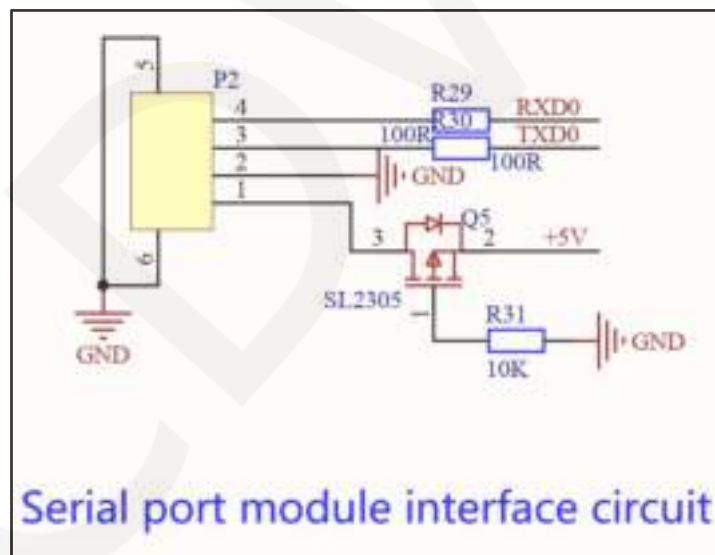 5
P2
4
R29
RXD0
3
100R
R30
TXD0
100R
2
GND
1
3
Q5
2
+5V
6
SL2305
1
R31
GND
GND
10K
Serial port module interface circuit